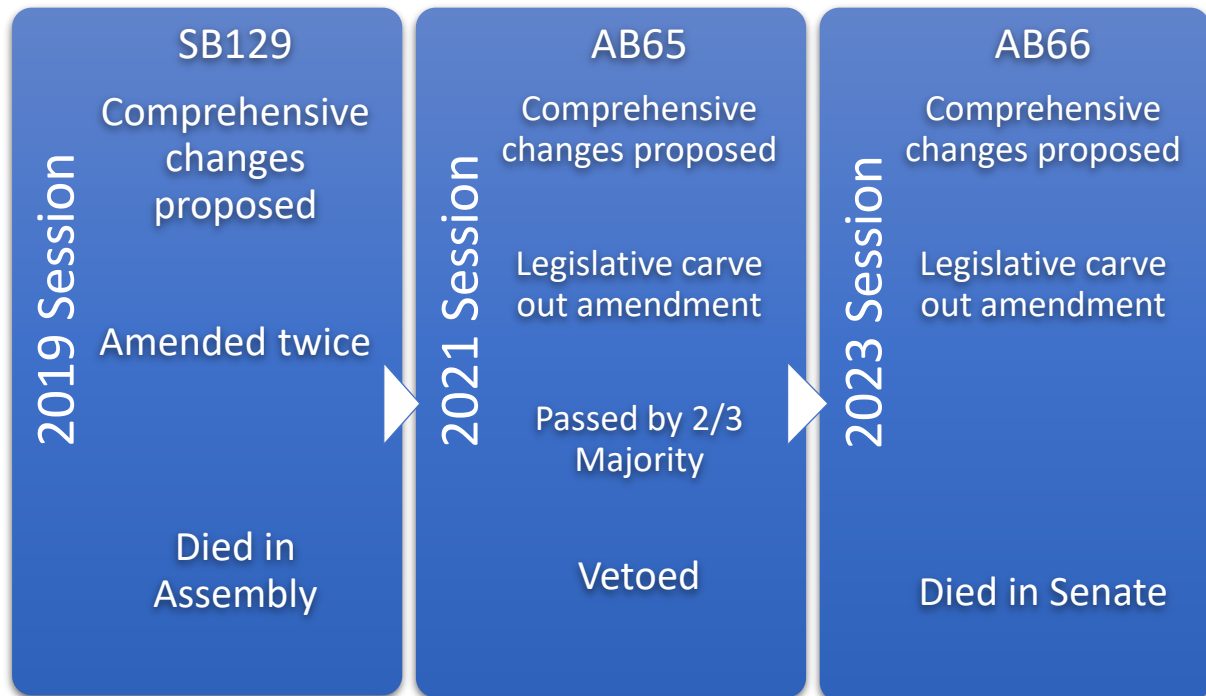 2019 Session
SB129
Comprehensive
changes
proposed
Amended twice
Died in
Assembly
2021 Session
AB65
Comprehensive
changes proposed
Legislative carve
out amendment
Passed by 2/3
Majority
Vetoed
2023 Session
AB66
Comprehensive
changes proposed
Legislative carve
out amendment
Died in Senate